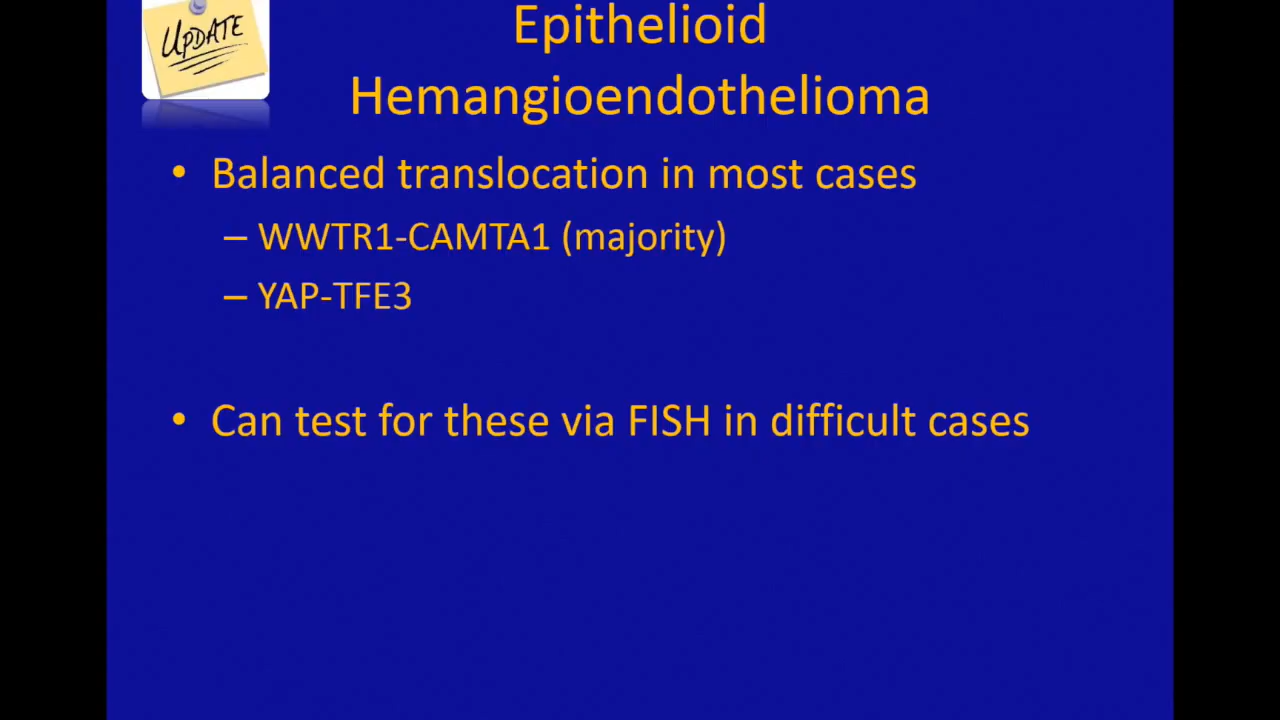 UPDATE
Epithelioid
Hemangioendothelioma
• Balanced translocation in most cases
– WWTR1-CAMTA1 (majority)
– YAP-TFE3
• Can test for these via FISH in difficult cases